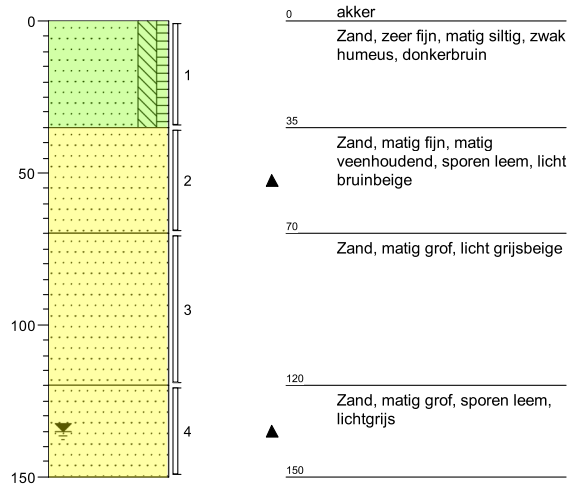 0
50
100
150
1
2
3
4
0
akker
Zand, zeer fijn, matig siltig, zwak
humeus, donkerbruin
35
Zand, matig fijn, matig
veenhoudend, sporen leem, licht
bruinbeige
70
Zand, matig grof, licht grijsbeige
120
Zand, matig grof, sporen leem,
lichtgrijs
150